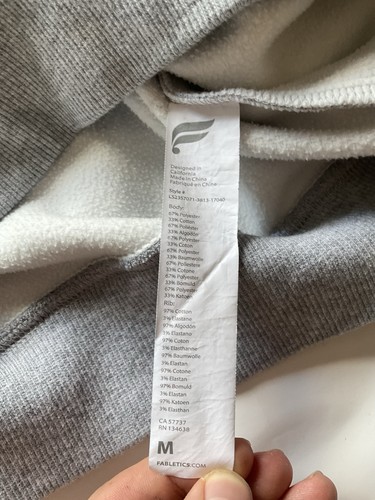 Designed in
California
Made in China
Fabriqué en Chine
Style #
Body:
67% Polyester
33% Cotton
67% Poliéster
33% Algodón
67% Polyester
33% Coton
67% Polyester
33% Baumwolle
67% Poliestere
33% Cotone
67% Polyester
33% Bomuld
67% Polyester
33% Katoen
Rib:
97% Cotton
3% Elastane
97% Algodón
3% Elastano
97% Coton
3% Elasthanne
97% Baumwolle
3% Elastan
97% Cotone
3% Elastan
97% Bomuld
3% Elastan
97% Katoen
3% Elasthan
CA 57737
RN 134638
M
FABLETICS.COM